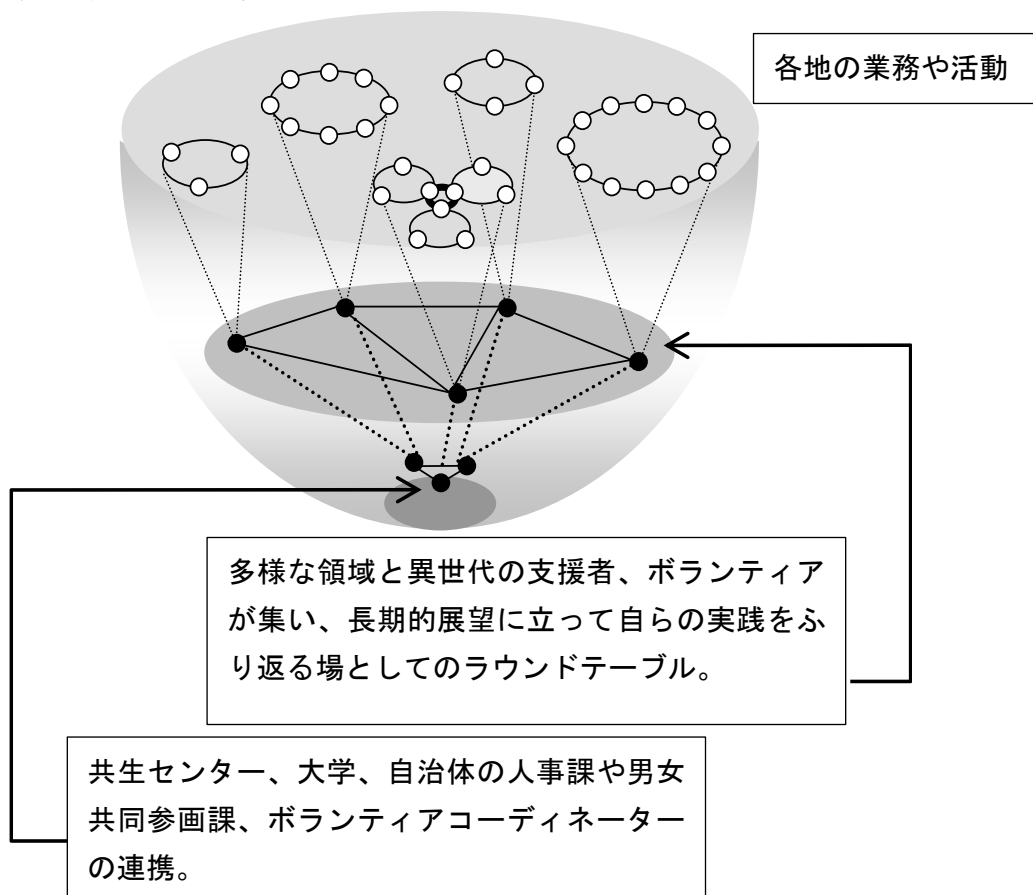 各地の業務や活動
多様な領域と異世代の支援者、ボランティア
が集い、長期的展望に立って自らの実践をふ
り返る場としてのラウンドテーブル。
共生センター、大学、自治体の人事課や男女
共同参画課、ボランティアコーディネーター
の連携。